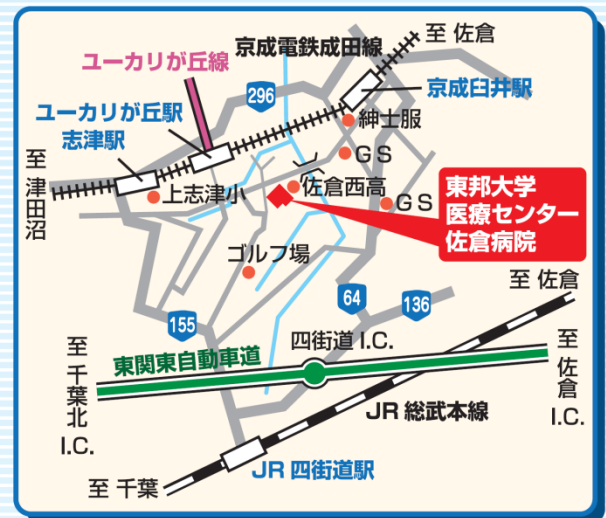 至 佐倉
京成電鉄成田線
ユーカリが丘線
296
京成臼井駅
ユーカリが丘駅
志津駅
紳士服
GS
至 津田沼
上志津小
佐倉西高
GS
東邦大学
医療センター
佐倉病院
ゴルフ場
至 佐倉
64
136
155
四街道 I.C.
至 千葉北 I.C.
東関東自動車道
至 佐倉 I.C.
JR 総武本線
JR 四街道駅
至 千葉